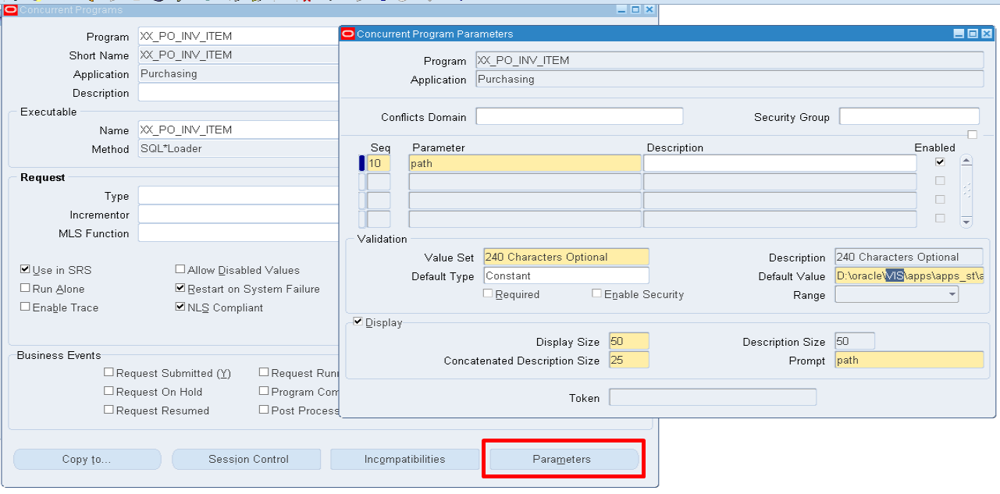 Concurrent Programs
Program XX_PO_INV_ITEM
Short Name XX_PO_INV_ITEM
Application Purchasing
Description
Executable
Name XX_PO_INV_ITEM
Method SQL*Loader
Request
Type
Incrementor
MLS Function
Use in SRS Allow Disabled Values
Run Alone Restart on System Failure
Enable Trace NLS Compliant
Business Events
Request Submitted (Y) Request Runn
Request On Hold Program Com
Request Resumed Post Process
Copy to... Session Control Incompatibilities Parameters
Concurrent Program Parameters
Program XX_PO_INV_ITEM
Application Purchasing
Conflicts Domain Security Group
Seq Parameter Description Enabled
10 path
Validation
Value Set 240 Characters Optional Description 240 Characters Optional
Default Type Constant Default Value D:\oracle\VIS\apps\apps_st\a
Required Enable Security Range
Display
Display Size 50 Description Size 50
Concatenated Description Size 25 Prompt path
Token